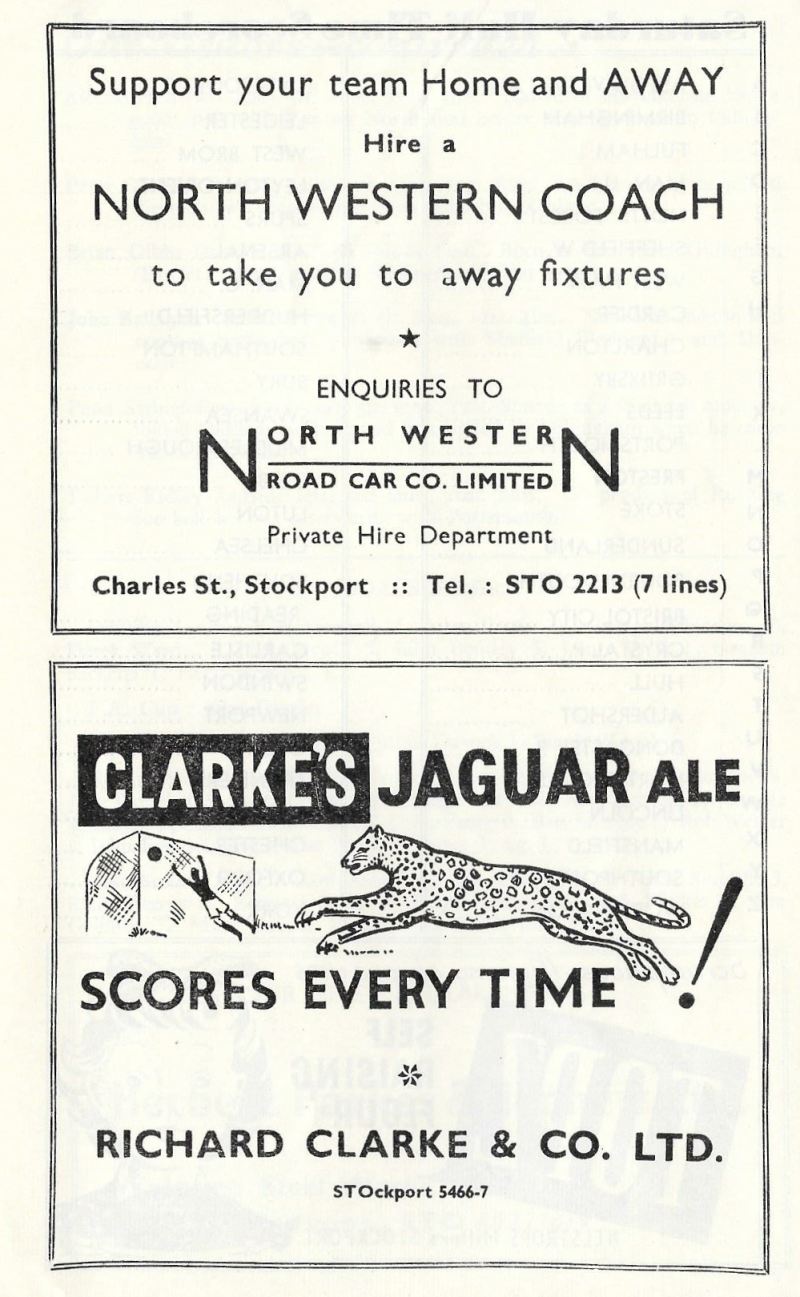 Support your team Home and AWAY
Hire a
NORTH WESTERN COACH
to take you to away fixtures
ENQUIRIES TO
NORTH WESTERN
ROAD CAR CO. LIMITED
Private Hire Department
Charles St., Stockport :: Tel. : STO 2213 (7 lines)
CLARKE'S JAGUAR ALE
SCORES EVERY TIME !
RICHARD CLARKE & CO. LTD.
STOckport 5466-7